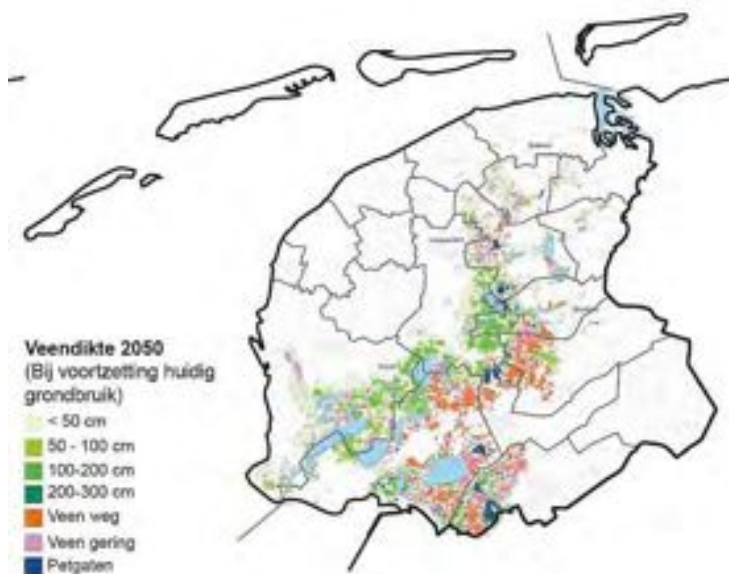 Veendikte 2050
(Bij voortzetting huidig
grondbruik)
< 50 cm
50 - 100 cm
100-200 cm
200-300 cm
Veen weg
Veen gering
Petgaten